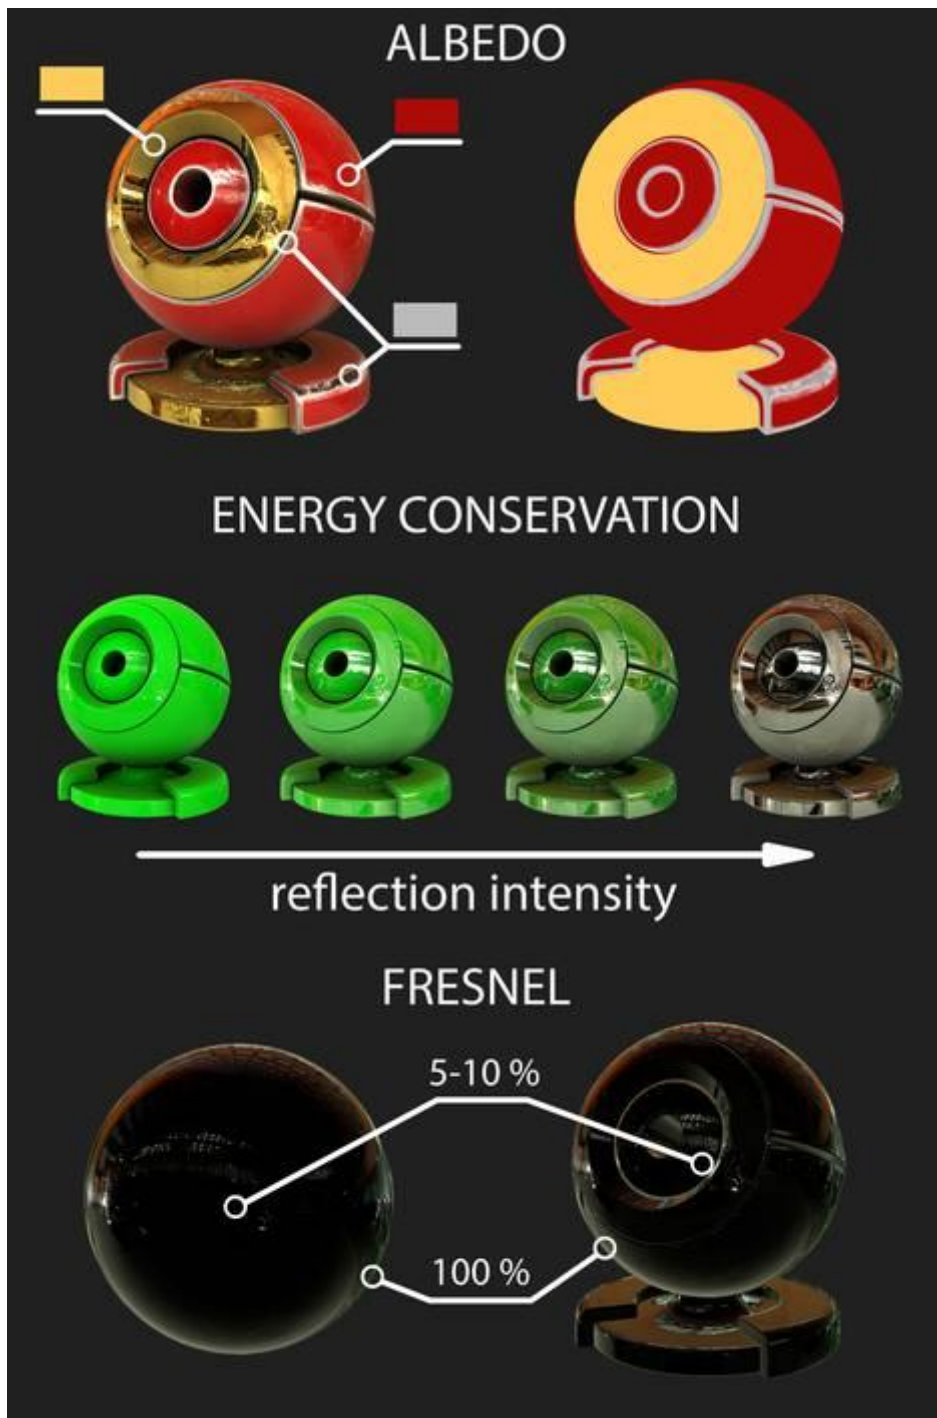 ALBEDO
ENERGY CONSERVATION
reflection intensity
FRESNEL
5-10 %
100 %